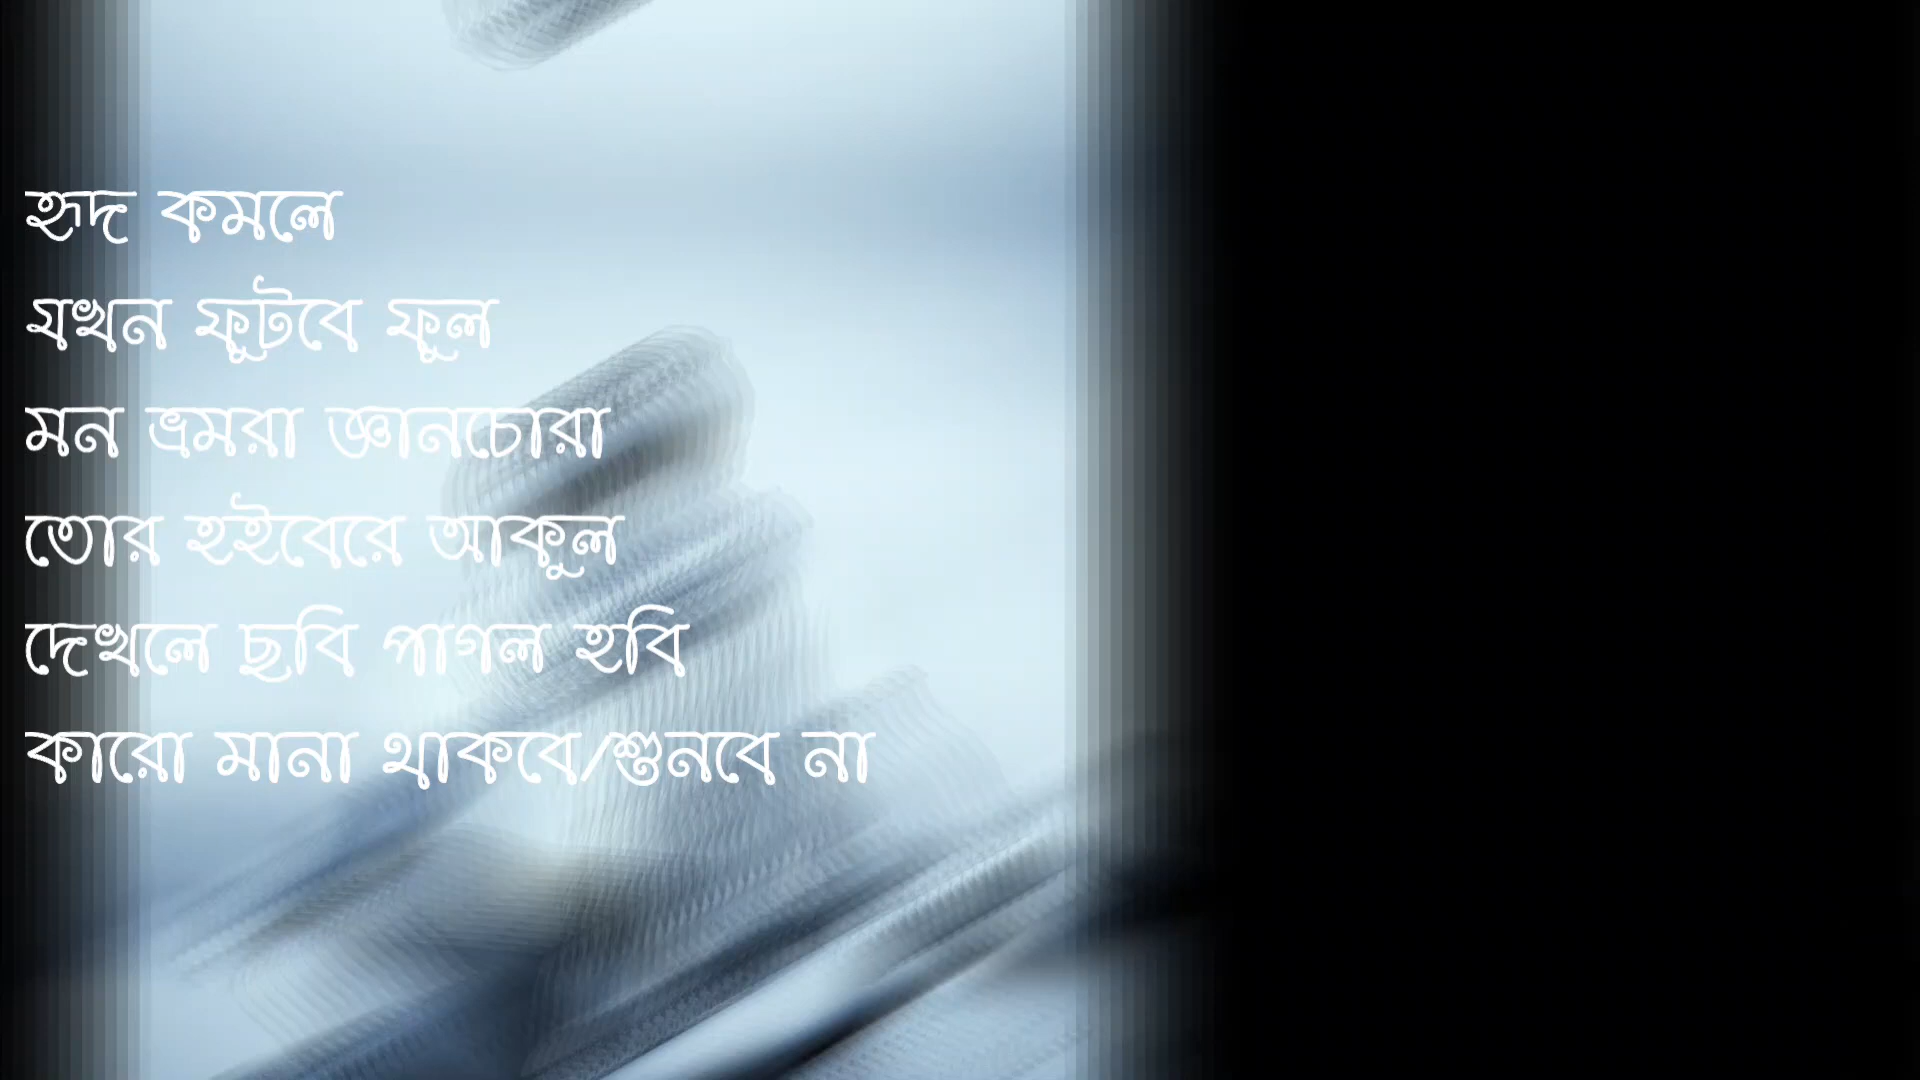 হৃদ কমলে
যখন ফুটবে ফুল
মন ভ্রমরা জ্ঞানচোরা
তোর হইবেরে আকুল
দেখলে ছবি পাগল হবি
কারো মানা থাকবে/শুনবে না